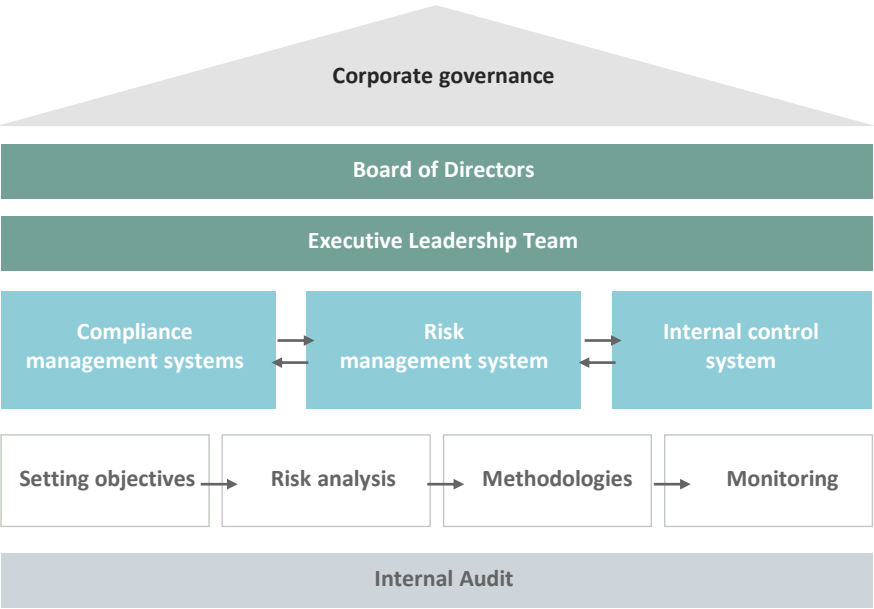 Corporate governance
Board of Directors
Executive Leadership Team
Compliance
management systems
Risk
management system
Internal control
system
Setting objectives
Risk analysis
Methodologies
Monitoring
Internal Audit